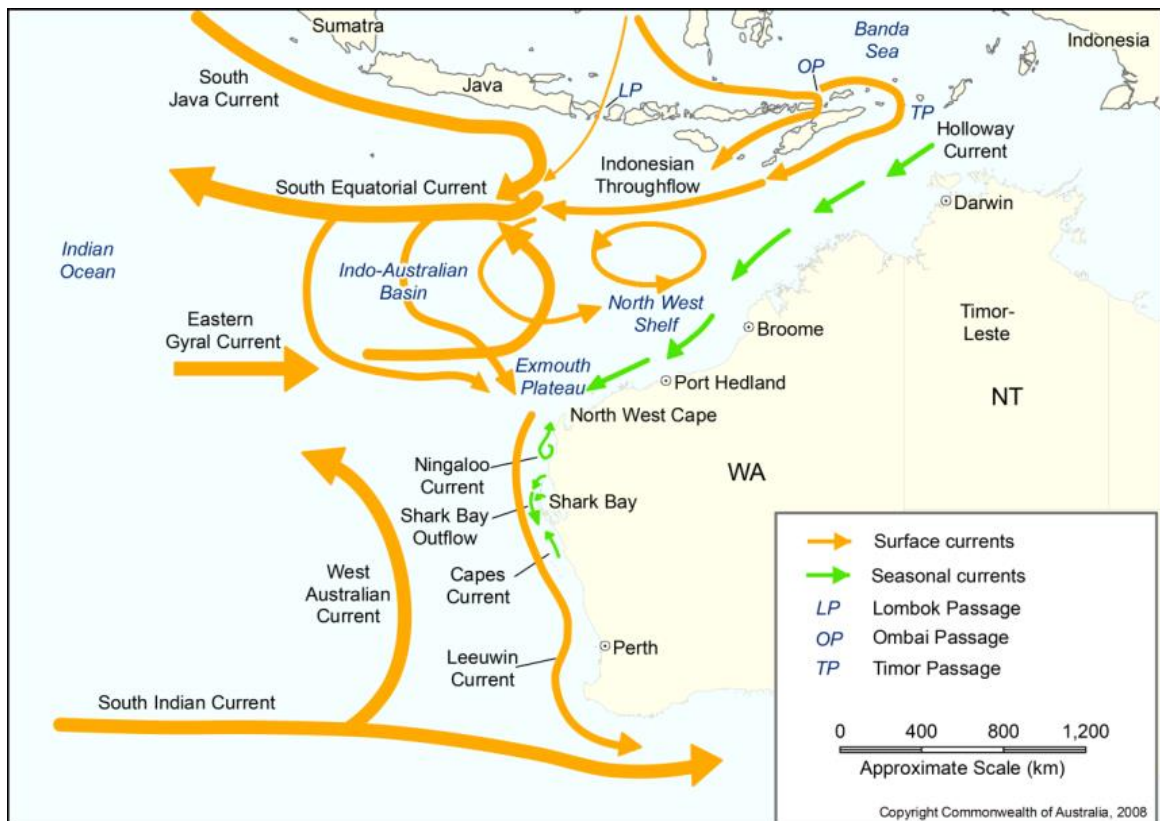 Sumatra
Banda
Sea
Indonesia
South
Java Current
Java
LP
OP
TP
Holloway
Current
Indonesian
Throughflow
South Equatorial Current
Darwin
Indian
Ocean
Indo-Australian
Basin
North West
Shelf
Timor-
Leste
Eastern
Gyral Current
Broome
Exmouth
Plateau
Port Hedland
NT
North West Cape
Ningaloo
Current
WA
Shark Bay
Shark Bay
Outflow
Capes
Current
West
Australian
Current
Perth
Leeuwin
Current
South Indian Current
Surface currents
Seasonal currents
LP Lombok Passage
OP Ombai Passage
TP Timor Passage
0 400 800 1,200
Approximate Scale (km)
Copyright Commonwealth of Australia, 2008